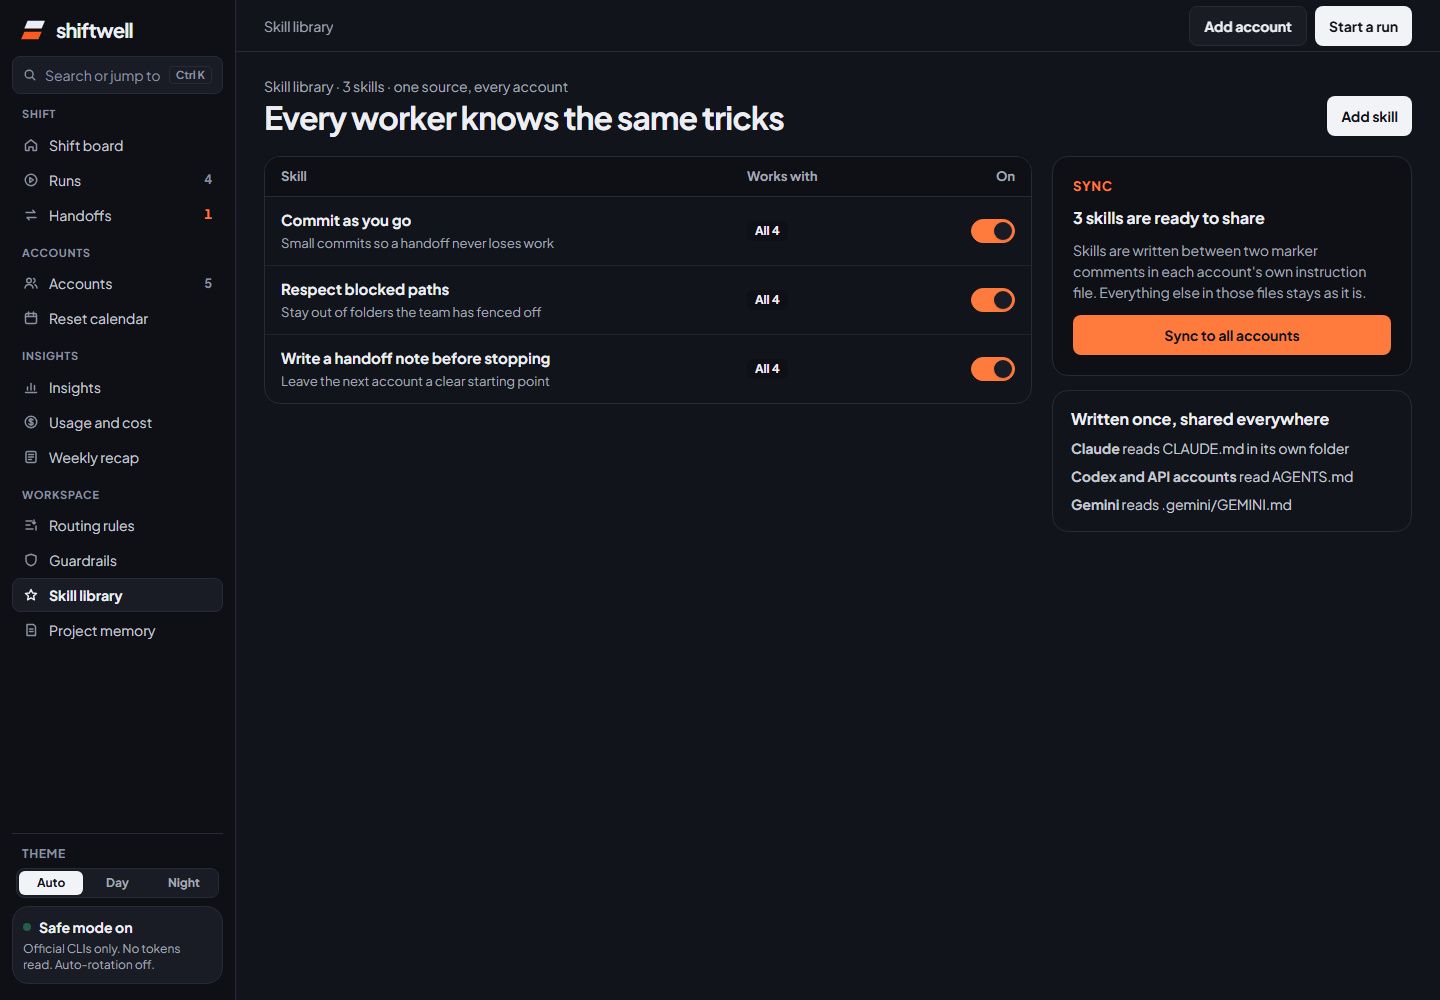 shiftwell
Search or jump to
Ctrl K
SHIFT
Shift board
Runs 4
Handoffs 1
ACCOUNTS
Accounts 5
Reset calendar
INSIGHTS
Insights
Usage and cost
Weekly recap
WORKSPACE
Routing rules
Guardrails
Skill library
Project memory
THEME
Auto Day Night
Safe mode on
Official CLIs only. No tokens
read. Auto-rotation off.
Skill library
Add account
Start a run
Skill library · 3 skills · one source, every account
Every worker knows the same tricks
Add skill
Skill Works with On
Commit as you go
Small commits so a handoff never loses work
All 4
Respect blocked paths
Stay out of folders the team has fenced off
All 4
Write a handoff note before stopping
Leave the next account a clear starting point
All 4
SYNC
3 skills are ready to share
Skills are written between two marker
comments in each account's own instruction
file. Everything else in those files stays as it is.
Sync to all accounts
Written once, shared everywhere
Claude reads CLAUDE.md in its own folder
Codex and API accounts read AGENTS.md
Gemini reads .gemini/GEMINI.md